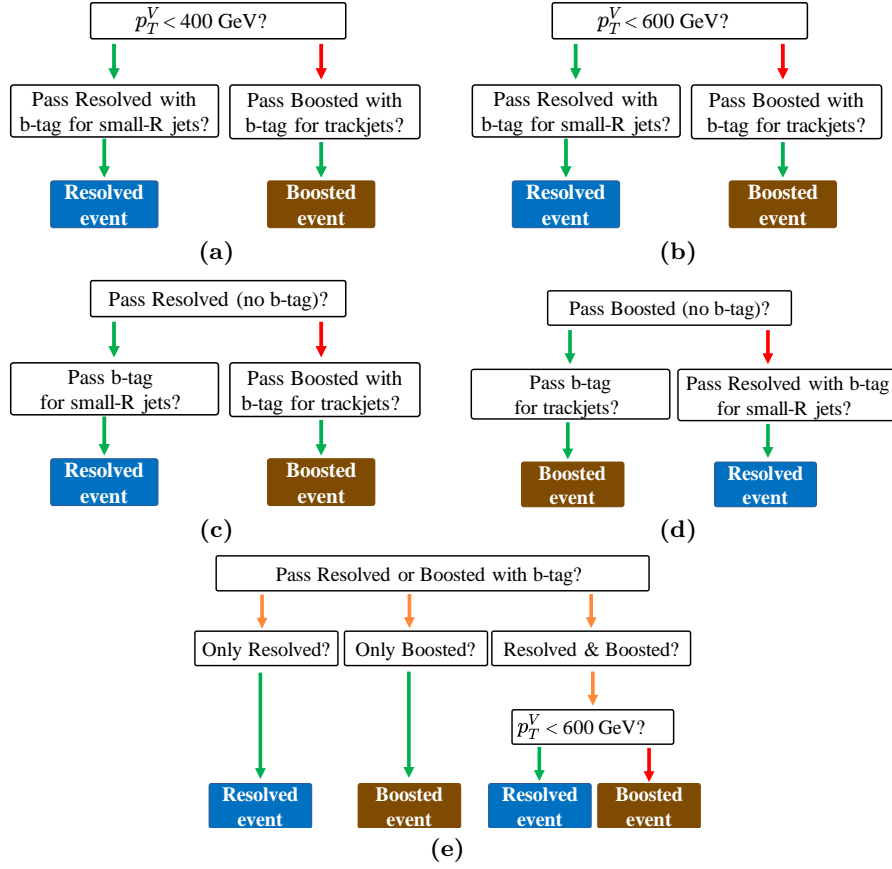 p_T^V < 400 GeV?
Pass Resolved with
b-tag for small-R jets?
Pass Boosted with
b-tag for trackjets?
Resolved
event
Boosted
event
(a)
p_T^V < 600 GeV?
Pass Resolved with
b-tag for small-R jets?
Pass Boosted with
b-tag for trackjets?
Resolved
event
Boosted
event
(b)
Pass Resolved (no b-tag)?
Pass b-tag
for small-R jets?
Pass Boosted with
b-tag for trackjets?
Resolved
event
Boosted
event
(c)
Pass Boosted (no b-tag)?
Pass b-tag
for trackjets?
Pass Resolved with b-tag
for small-R jets?
Boosted
event
Resolved
event
(d)
Pass Resolved or Boosted with b-tag?
Only Resolved?
Only Boosted?
Resolved & Boosted?
p_T^V < 600 GeV?
Resolved
event
Boosted
event
Resolved
event
Boosted
event
(e)